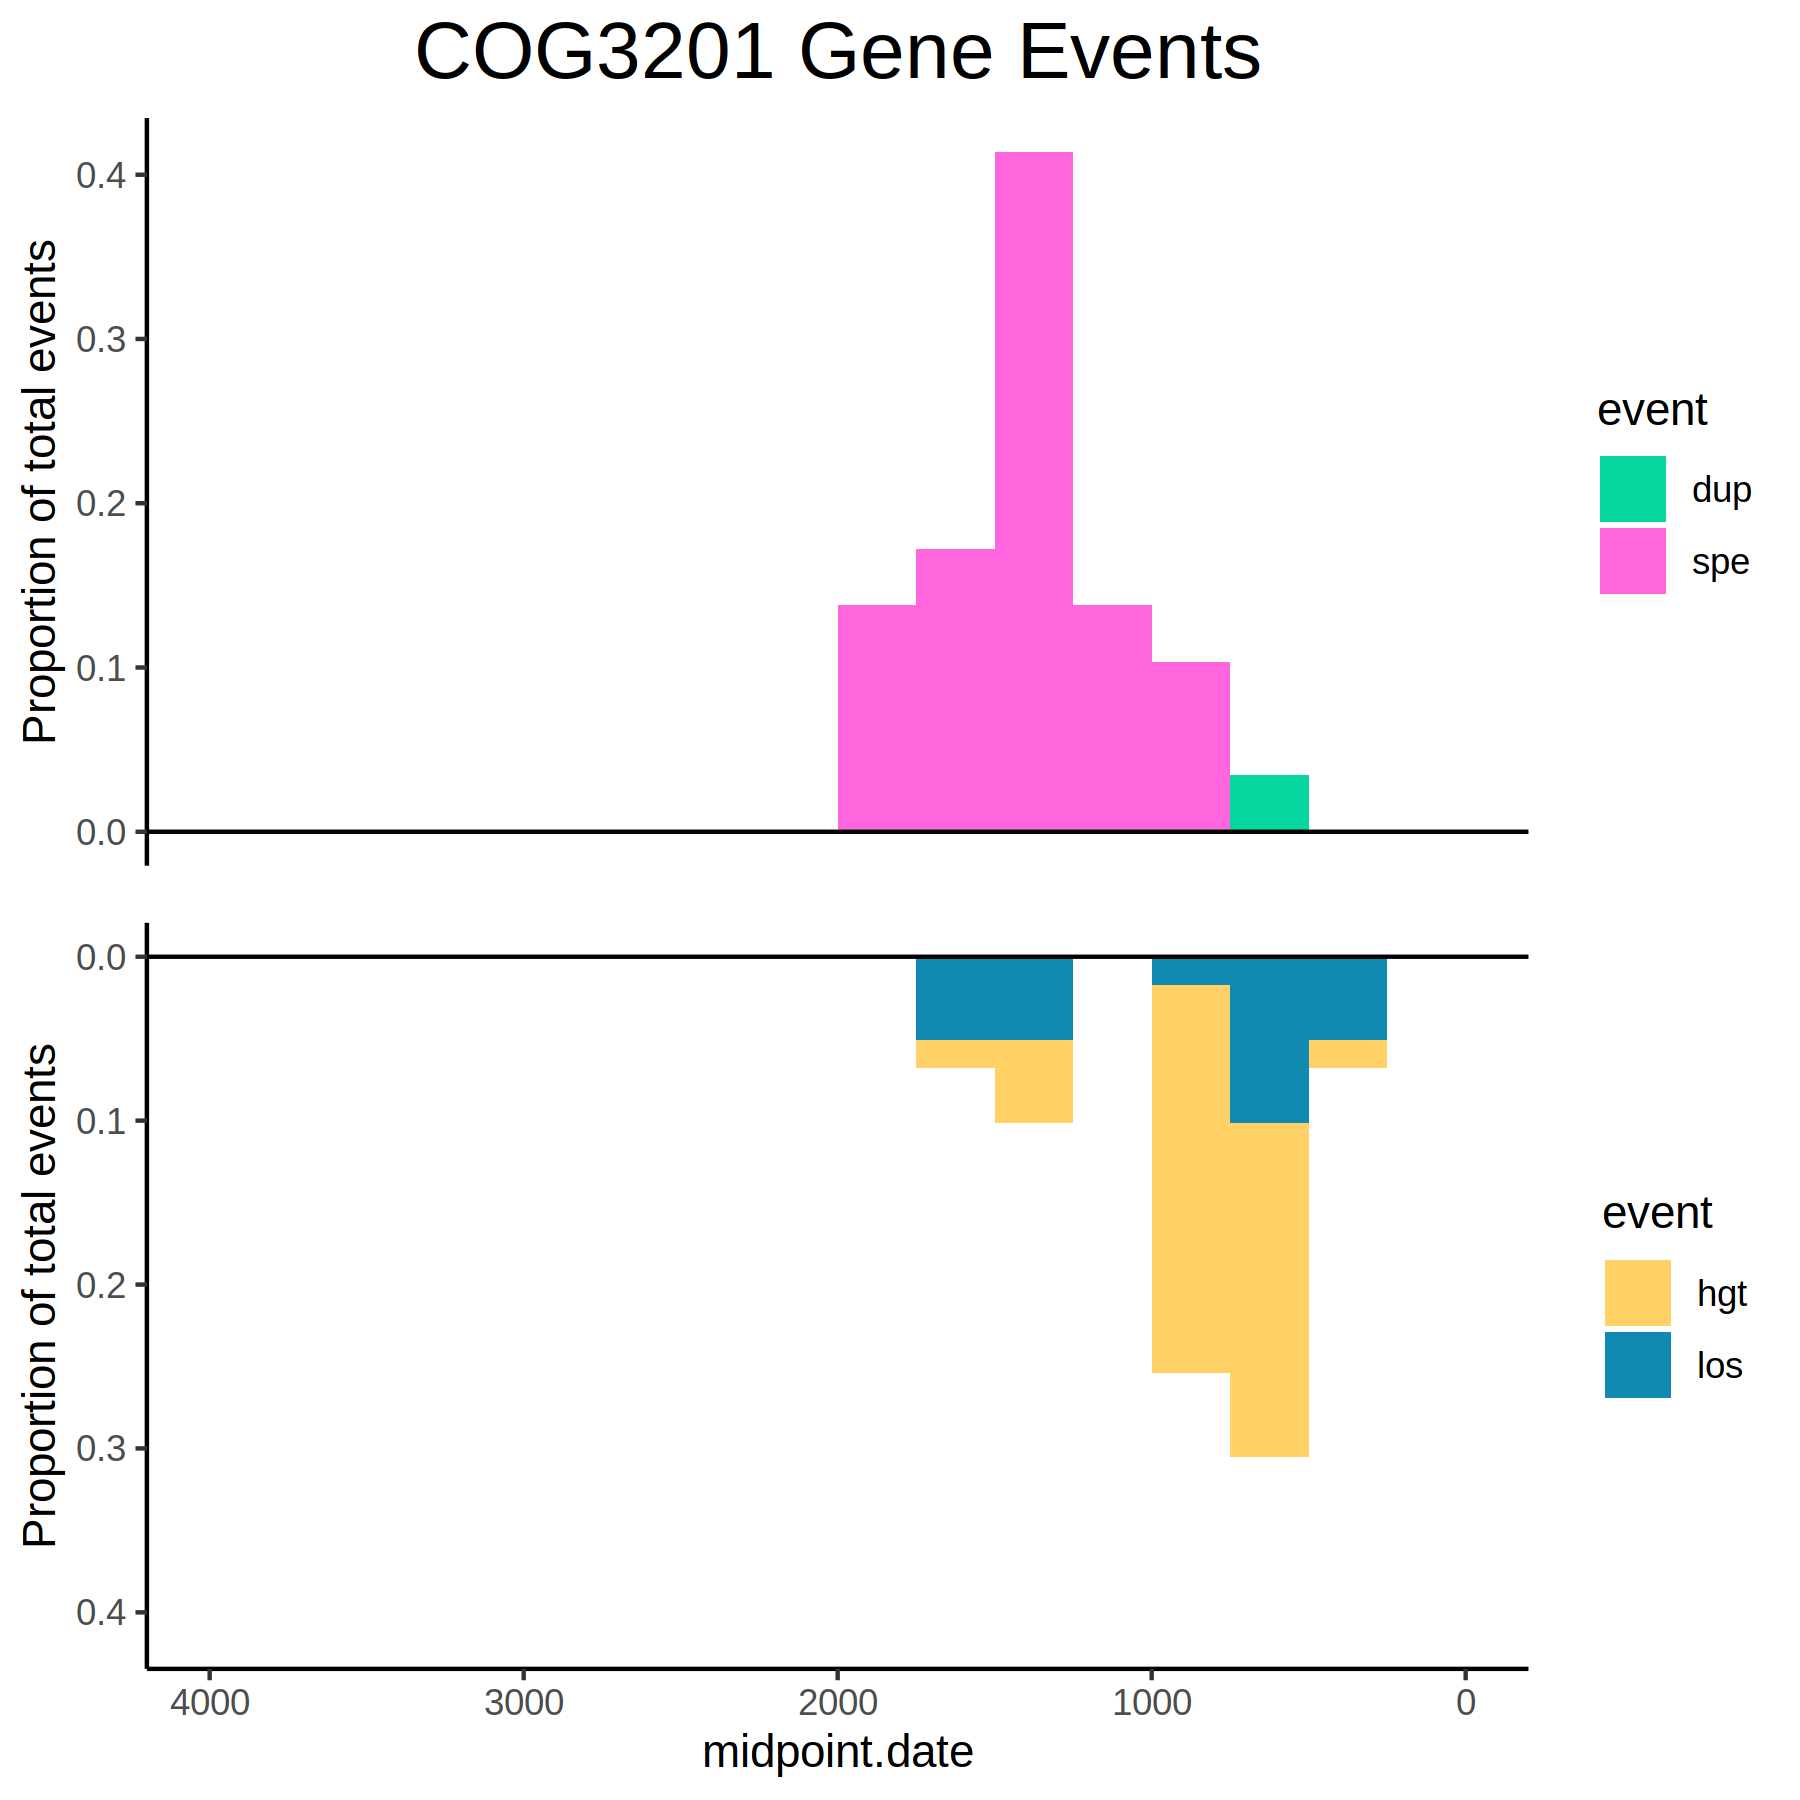 COG3201 Gene Events
Proportion of total events
0.4
0.3
0.2
0.1
0.0
event
dup
spe
Proportion of total events
0.0
0.1
0.2
0.3
0.4
event
hgt
los
4000 3000 2000 1000 0
midpoint.date